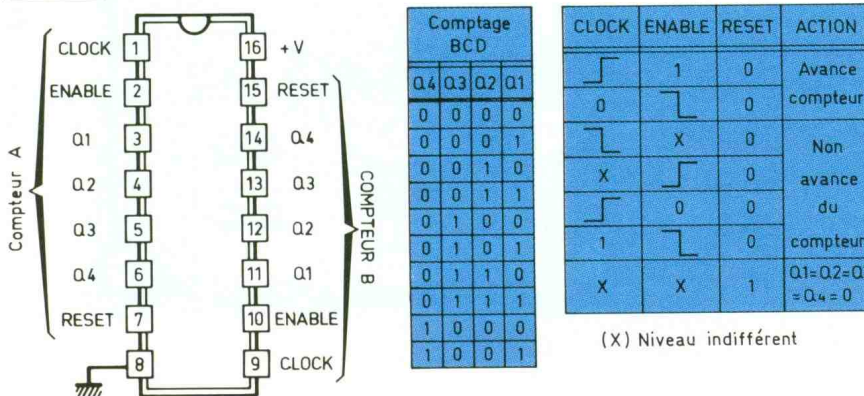 Compteur A
CLOCK 1 16 +V
ENABLE 2 15 RESET
Q1 3 14 Q4
Q2 4 13 Q3
Q3 5 12 Q2
Q4 6 11 Q1
RESET 7 10 ENABLE
8 9 CLOCK
COMPTEUR B
Comptage
BCD
Q4 Q3 Q2 Q1
0 0 0 0
0 0 0 1
0 0 1 0
0 0 1 1
0 1 0 0
0 1 0 1
0 1 1 0
0 1 1 1
1 0 0 0
1 0 0 1
CLOCK ENABLE RESET ACTION
1 0 Avance
0 0 compteur
X 0 Non
X 0 avance
0 0 du
1 0 compteur
X X 1 Q1=Q2=Q
=Q4=0
(X) Niveau indifférent